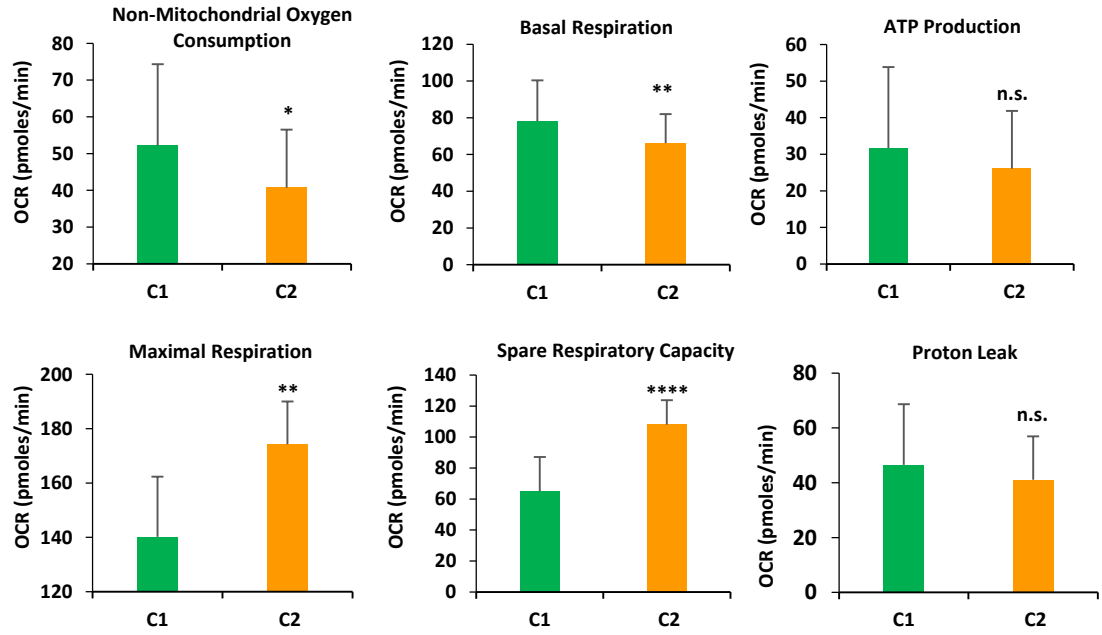 Non-Mitochondrial Oxygen
Consumption
OCR (pmoles/min)
80
70
60
50
40
30
20
*
C1
C2
Basal Respiration
OCR (pmoles/min)
120
100
80
60
40
20
0
**
C1
C2
ATP Production
OCR (pmoles/min)
60
50
40
30
20
10
0
n.s.
C1
C2
Maximal Respiration
OCR (pmoles/min)
200
180
160
140
120
**
C1
C2
Spare Respiratory Capacity
OCR (pmoles/min)
140
120
100
80
60
40
20
0
****
C1
C2
Proton Leak
OCR (pmoles/min)
80
60
40
20
0
n.s.
C1
C2